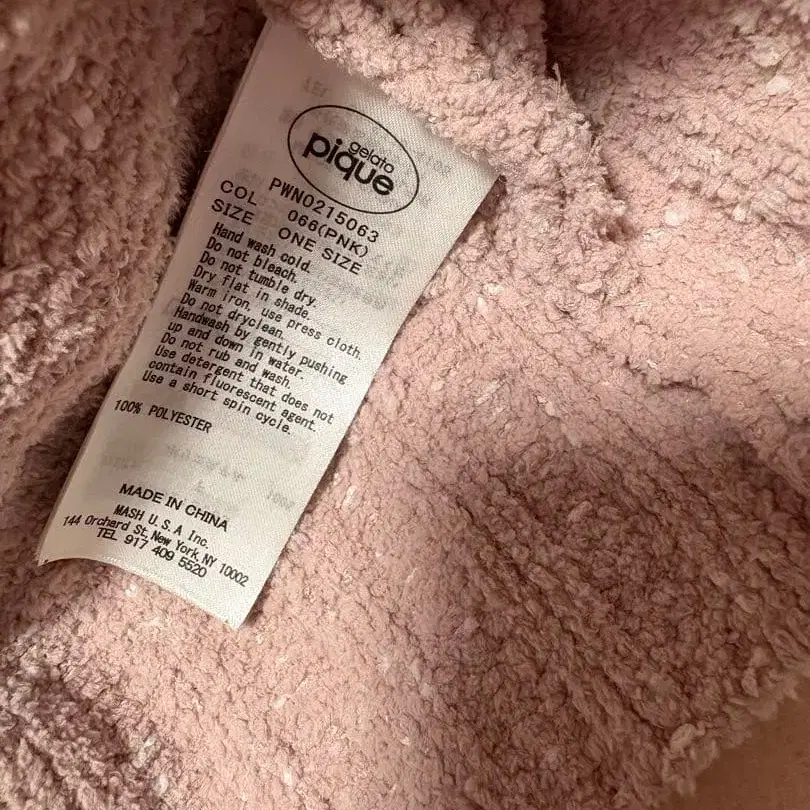 gelato
pique
PWNO215063
COL 066(PNK)
SIZE ONE SIZE
Hand wash cold.
Do not bleach.
Do not tumble dry.
Dry flat in shade.
Warm iron, use press cloth.
Do not dryclean.
Handwash by gently pushing
up and down in water.
Do not rub and wash.
Use detergent that does not
contain fluorescent agent.
Use a short spin cycle.
100% POLYESTER
MADE IN CHINA
MASH U.S.A Inc.
144 Orchard St, New York, NY 10002
TEL 917 409 5520